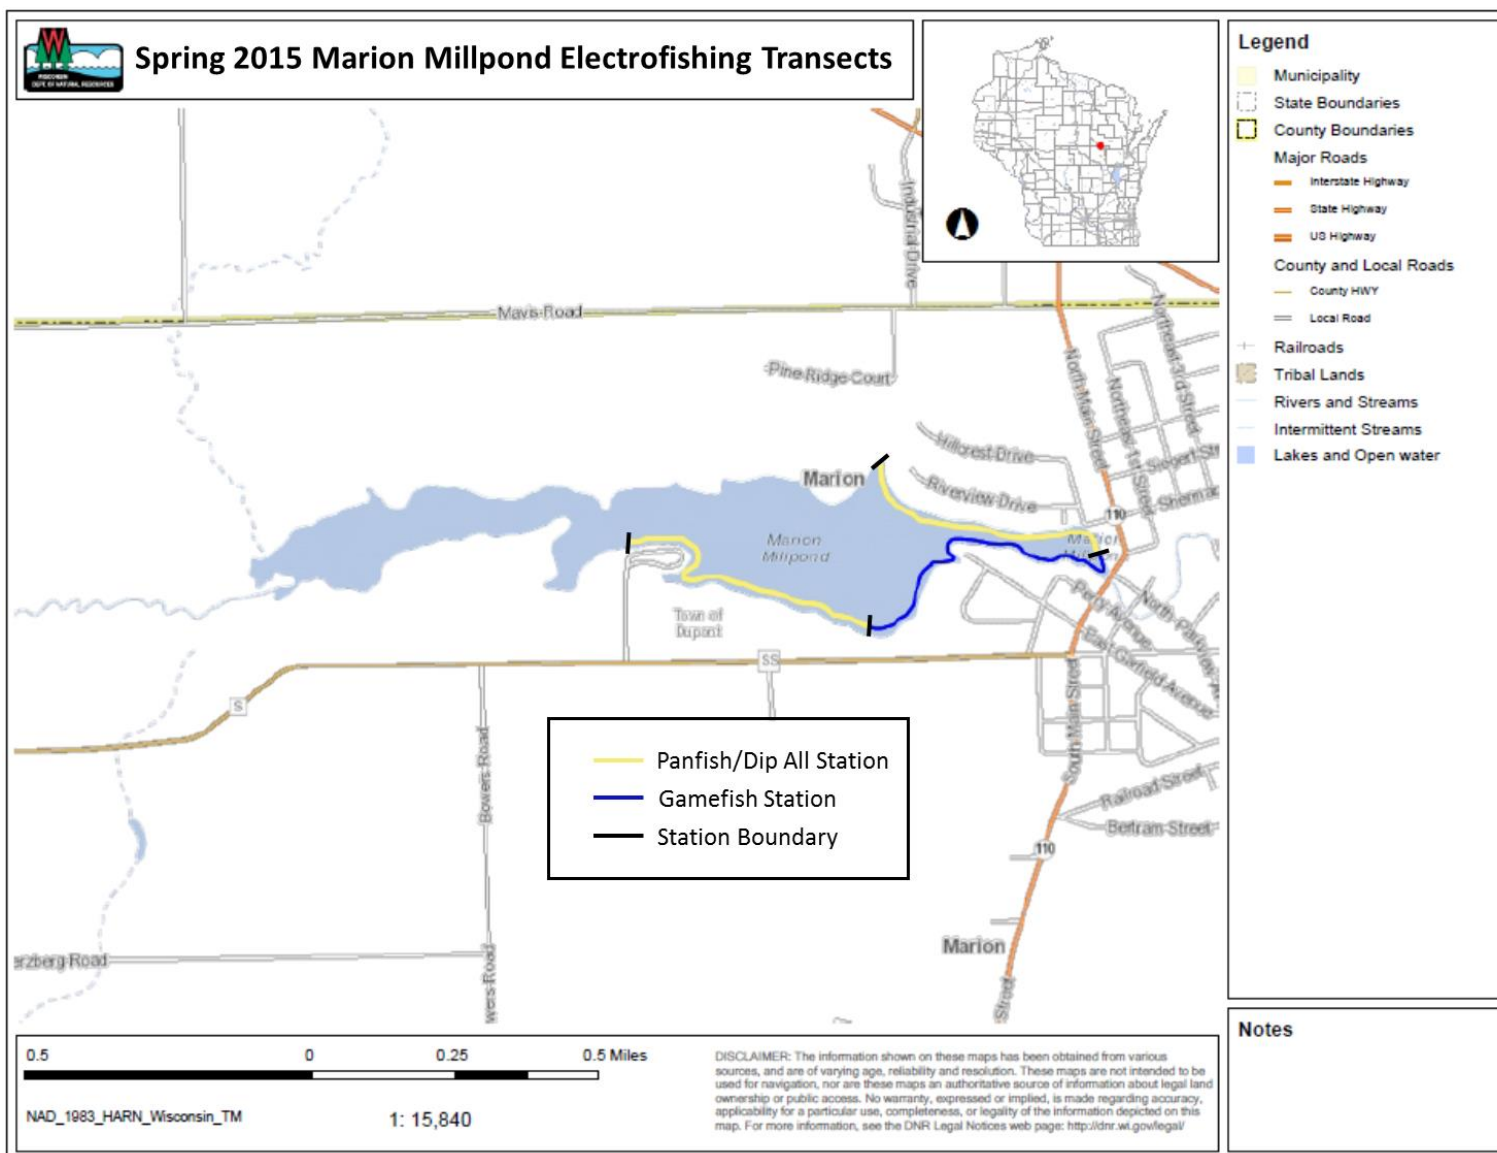 Spring 2015 Marion Millpond Electrofishing Transects
WISCONSIN
DEPT. OF NATURAL RESOURCES
Legend
Municipality
State Boundaries
County Boundaries
Major Roads
Interstate Highway
State Highway
US Highway
County and Local Roads
County HWY
Local Road
Railroads
Tribal Lands
Rivers and Streams
Intermittent Streams
Lakes and Open water
Industrial Drive
Mavis Road
Pine Ridge Court
North Main Street
Northeast 1st Street
Northeast 3rd Street
Hillcrest Drive
Siegert St
Marion
Riverview Drive
110
Marion
Millpond
Town of
Dupont
Perry Avenue
North Parkview
East Garfield Avenue
SS
S
South Main Street
Bowers Road
Railroad Street
Bertram Street
110
Marion
Street
erzberg Road
wers Road
Panfish/Dip All Station
Gamefish Station
Station Boundary
0.5 0 0.25 0.5 Miles
NAD_1983_HARN_Wisconsin_TM
1: 15,840
DISCLAIMER: The information shown on these maps has been obtained from various
sources, and are of varying age, reliability and resolution. These maps are not intended to be
used for navigation, nor are these maps an authoritative source of information about legal land
ownership or public access. No warranty, expressed or implied, is made regarding accuracy,
applicability for a particular use, completeness, or legality of the information depicted on this
map. For more information, see the DNR Legal Notices web page: http://dnr.wi.gov/legal/
Notes